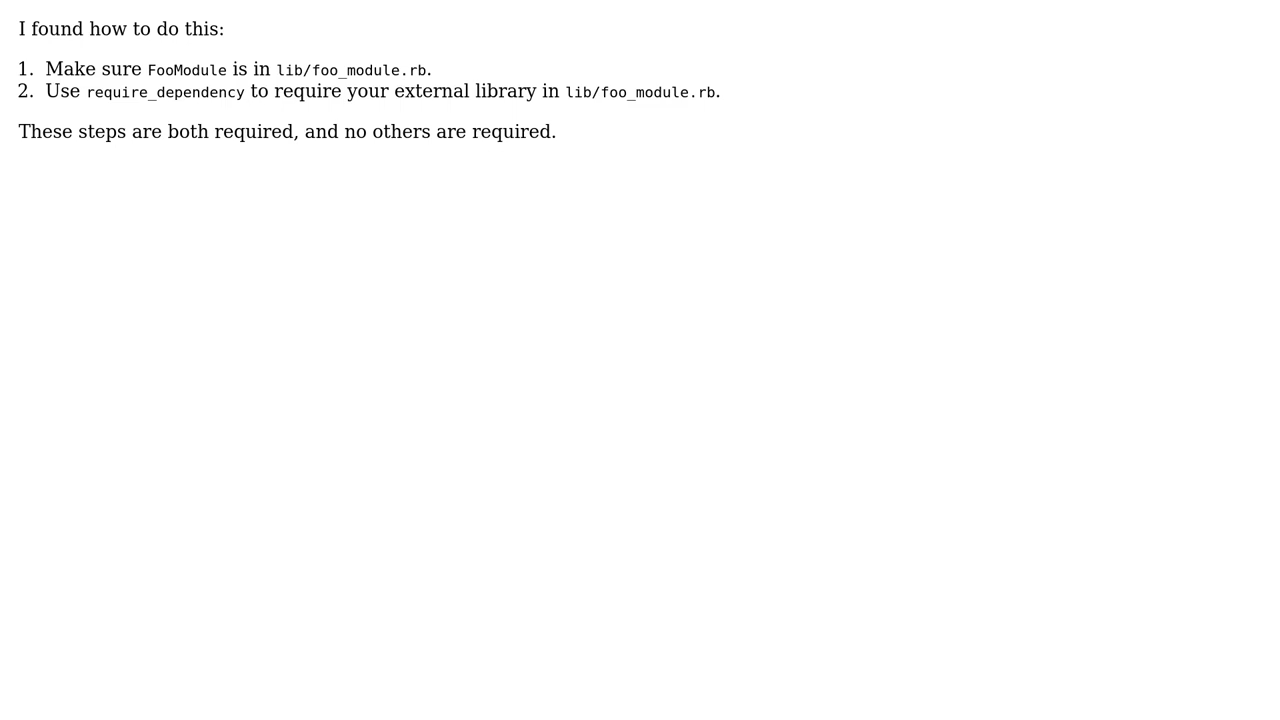 I found how to do this:
1. Make sure FooModule is in lib/foo_module.rb.
2. Use require_dependency to require your external library in lib/foo_module.rb.
These steps are both required, and no others are required.